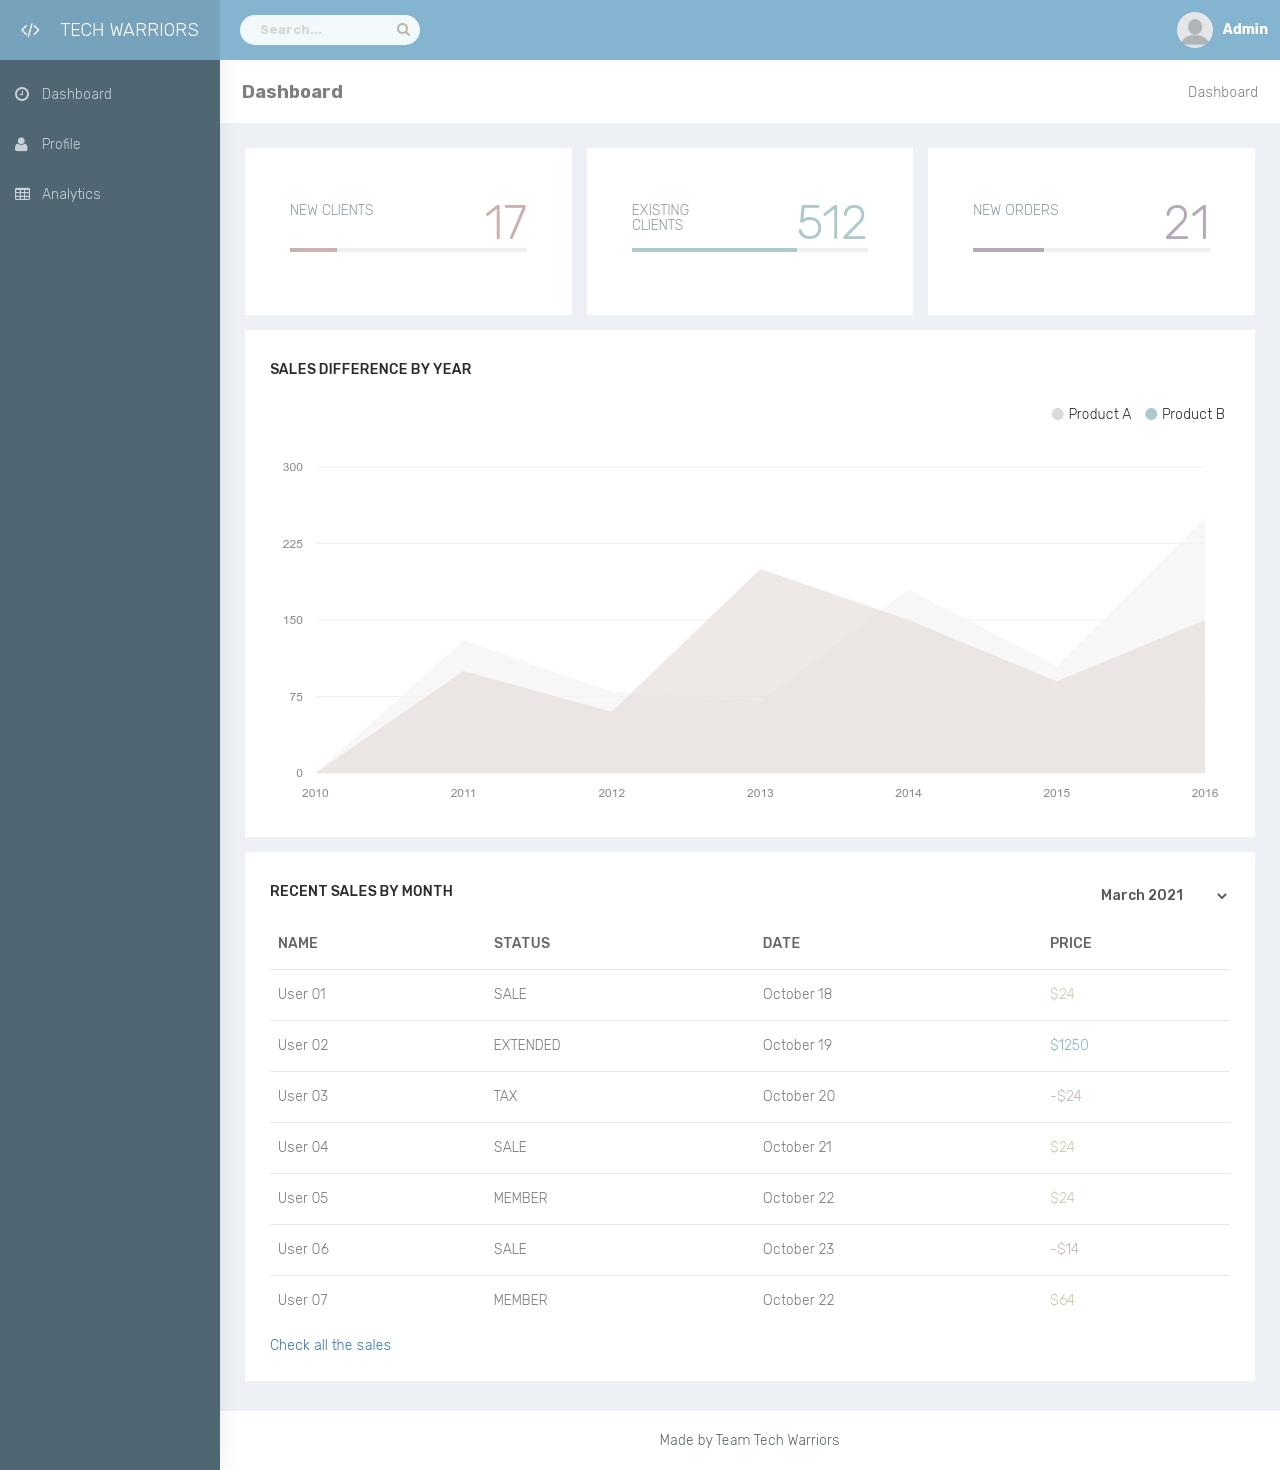 TECH WARRIORS
Search...
Admin
Dashboard
Profile
Analytics
Dashboard
Dashboard
NEW CLIENTS
17
EXISTING
CLIENTS
512
NEW ORDERS
21
SALES DIFFERENCE BY YEAR
Product A
Product B
300
225
150
75
0
2010 2011 2012 2013 2014 2015 2016
RECENT SALES BY MONTH
March 2021
NAME STATUS DATE PRICE
User 01 SALE October 18 $24
User 02 EXTENDED October 19 $1250
User 03 TAX October 20 -$24
User 04 SALE October 21 $24
User 05 MEMBER October 22 $24
User 06 SALE October 23 -$14
User 07 MEMBER October 22 $64
Check all the sales
Made by Team Tech Warriors